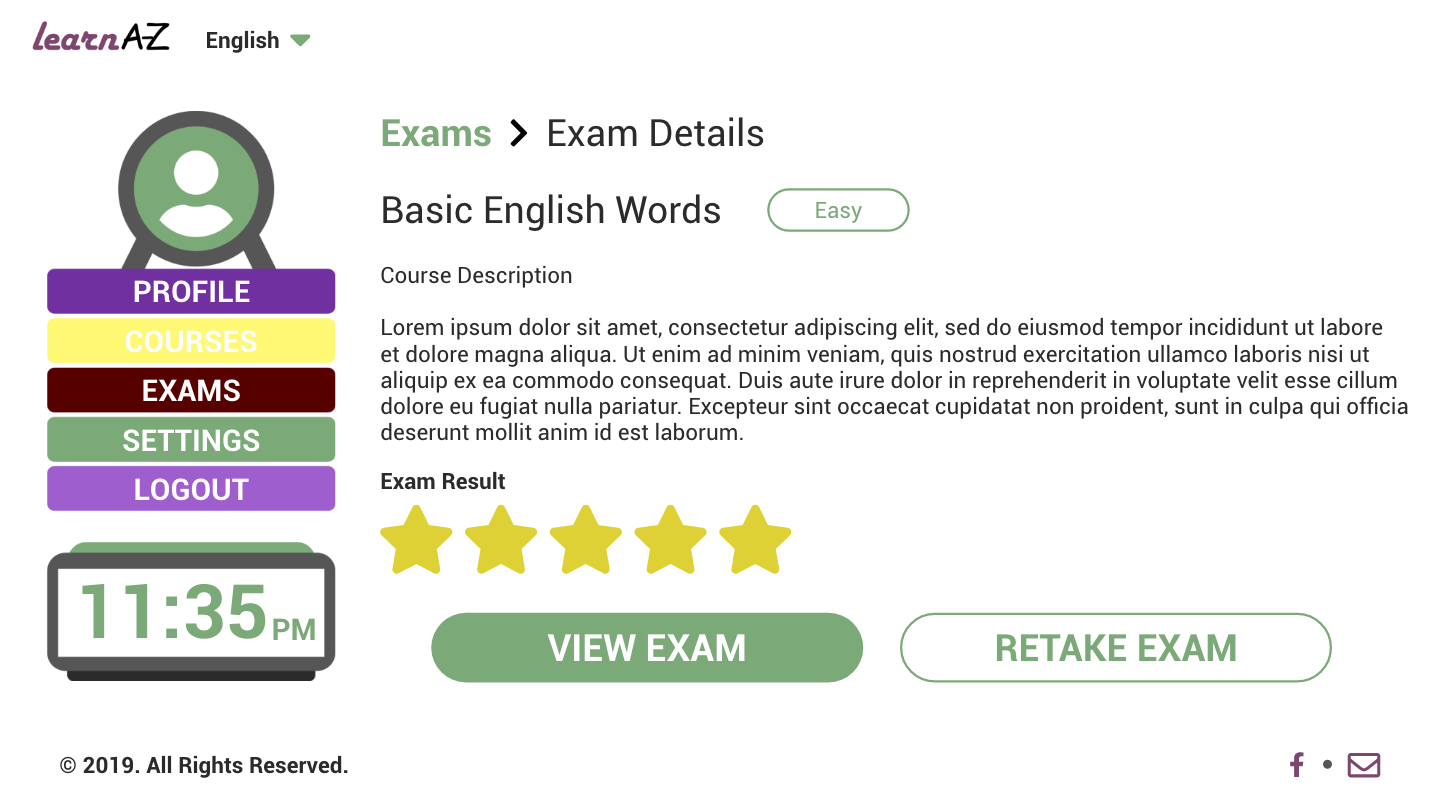 learn A-Z
English
Exams
Exam Details
Basic English Words
Easy
Course Description
Lorem ipsum dolor sit amet, consectetur adipiscing elit, sed do eiusmod tempor incididunt ut labore
et dolore magna aliqua. Ut enim ad minim veniam, quis nostrud exercitation ullamco laboris nisi ut
aliquip ex ea commodo consequat. Duis aute irure dolor in reprehenderit in voluptate velit esse cillum
dolore eu fugiat nulla pariatur. Excepteur sint occaecat cupidatat non proident, sunt in culpa qui officia
deserunt mollit anim id est laborum.
Exam Result
VIEW EXAM
RETAKE EXAM
PROFILE
COURSES
EXAMS
SETTINGS
LOGOUT
11:35 PM
© 2019. All Rights Reserved.